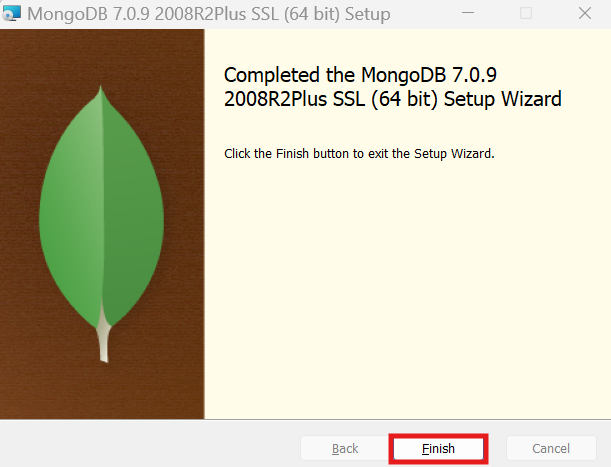 MongoDB 7.0.9 2008R2Plus SSL (64 bit) Setup
Completed the MongoDB 7.0.9
2008R2Plus SSL (64 bit) Setup Wizard
Click the Finish button to exit the Setup Wizard.
Back Finish Cancel